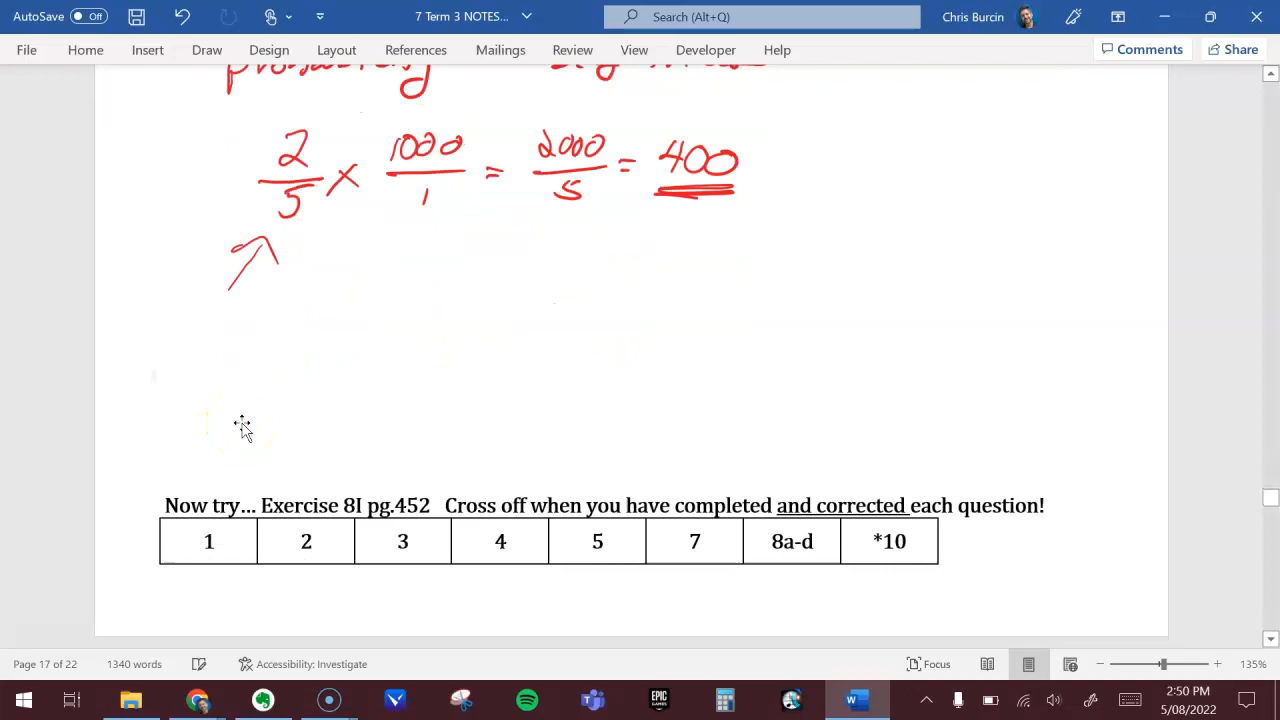 AutoSave Off 7 Term 3 NOTES... Search (Alt+Q) Chris Burcin
File Home Insert Draw Design Layout References Mailings Review View Developer Help Comments Share
probability
2/5 × 1000/1 = 2000/5 = 400
Now try... Exercise 8I pg.452 Cross off when you have completed and corrected each question!
1 2 3 4 5 7 8a-d *10
Page 17 of 22 1340 words Accessibility: Investigate Focus 135%
EPIC GAMES 2:50 PM
5/08/2022